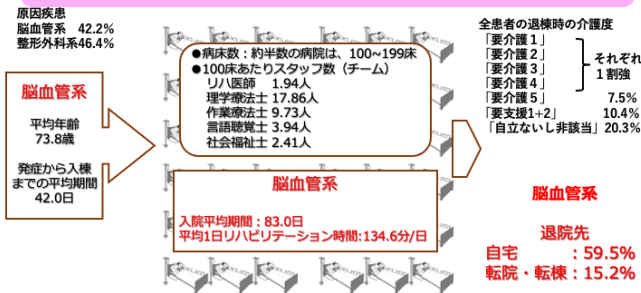 原因疾患
脳血管系 42.2%
整形外科系46.4%
脳血管系
平均年齢
73.8歳
発症から入棟
までの平均期間
42.0日
●病床数：約半数の病院は、100~199床
●100床あたりスタッフ数（チーム）
リハ医師 1.94人
理学療法士 17.86人
作業療法士 9.73人
言語聴覚士 3.94人
社会福祉士 2.41人
脳血管系
入院平均期間：83.0日
平均1日リハビリテーション時間:134.6分/日
全患者の退棟時の介護度
「要介護１」
「要介護２」
「要介護３」
「要介護４」
それぞれ
１割強
「要介護５」 7.5%
「要支援1+2」 10.4%
「自立ないし非該当」20.3%
脳血管系
退院先
自宅 ：59.5%
転院・転棟：15.2%